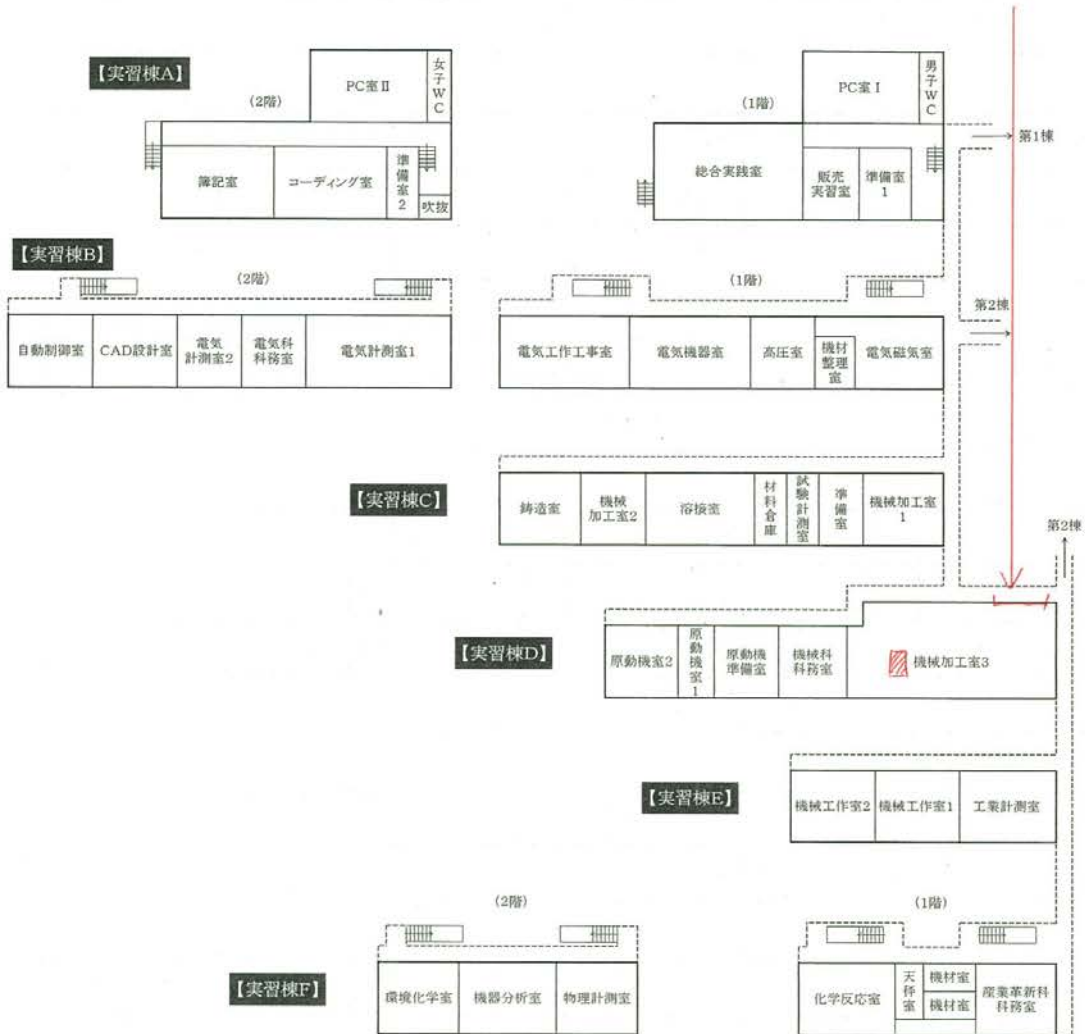 【実習棟A】
(2階)
PC室Ⅱ
女子WC
簿記室
コーディング室
準備室2
吹抜
(1階)
PC室Ⅰ
男子WC
総合実践室
販売
実習室
準備室
1
第1棟
【実習棟B】
(2階)
自動制御室
CAD設計室
電気
計測室2
電気科
科務室
電気計測室1
(1階)
電気工作工事室
電気機器室
高圧室
機材
整理
室
電気磁気室
第2棟
【実習棟C】
鋳造室
機械
加工室2
溶接室
材料倉庫
試験計測室
準備室
機械加工室
1
第2棟
【実習棟D】
原動機室2
原動機室1
原動機
準備室
機械科
科務室
機械加工室3
【実習棟E】
機械工作室2
機械工作室1
工業計測室
【実習棟F】
(2階)
環境化学室
機器分析室
物理計測室
(1階)
化学反応室
天秤室
機材室
機材室
産業革新科
科務室